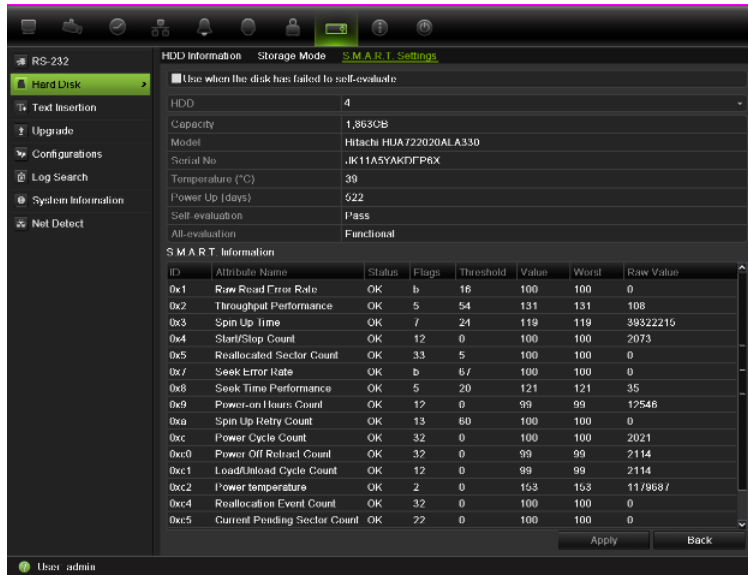 HDD Information Storage Mode S.M.A.R.T. Settings
RS-232
Hard Disk
Text Insertion
Upgrade
Configurations
Log Search
System Information
Net Detect
Use when the disk has failed to self-evaluate
HDD 4
Capacity 1,863GB
Model Hitachi HUA722020ALA330
Serial No JK11A5YAKDEP6X
Temperature (°C) 39
Power Up (days) 522
Self-evaluation Pass
All-evaluation Functional
S.M.A.R.T. Information
ID Attribute Name Status Flags Threshold Value Worst Raw Value
0x1 Raw Read Error Rate OK b 16 100 100 0
0x2 Throughput Performance OK 5 54 131 131 108
0x3 Spin Up Time OK 7 24 119 119 39322215
0x4 Start/Stop Count OK 12 0 100 100 2073
0x5 Reallocated Sector Count OK 33 5 100 100 0
0x7 Seek Error Rate OK b 67 100 100 0
0x8 Seek Time Performance OK 5 20 121 121 35
0x9 Power-on Hours Count OK 12 0 99 99 12546
0xa Spin Up Retry Count OK 13 60 100 100 0
0xc Power Cycle Count OK 32 0 100 100 2021
0xc0 Power Off Retract Count OK 32 0 99 99 2114
0xc1 Load/Unload Cycle Count OK 12 0 99 99 2114
0xc2 Power temperature OK 2 0 153 153 1179687
0xc4 Reallocation Event Count OK 32 0 100 100 0
0xc5 Current Pending Sector Count OK 22 0 100 100 0
Apply Back
User admin